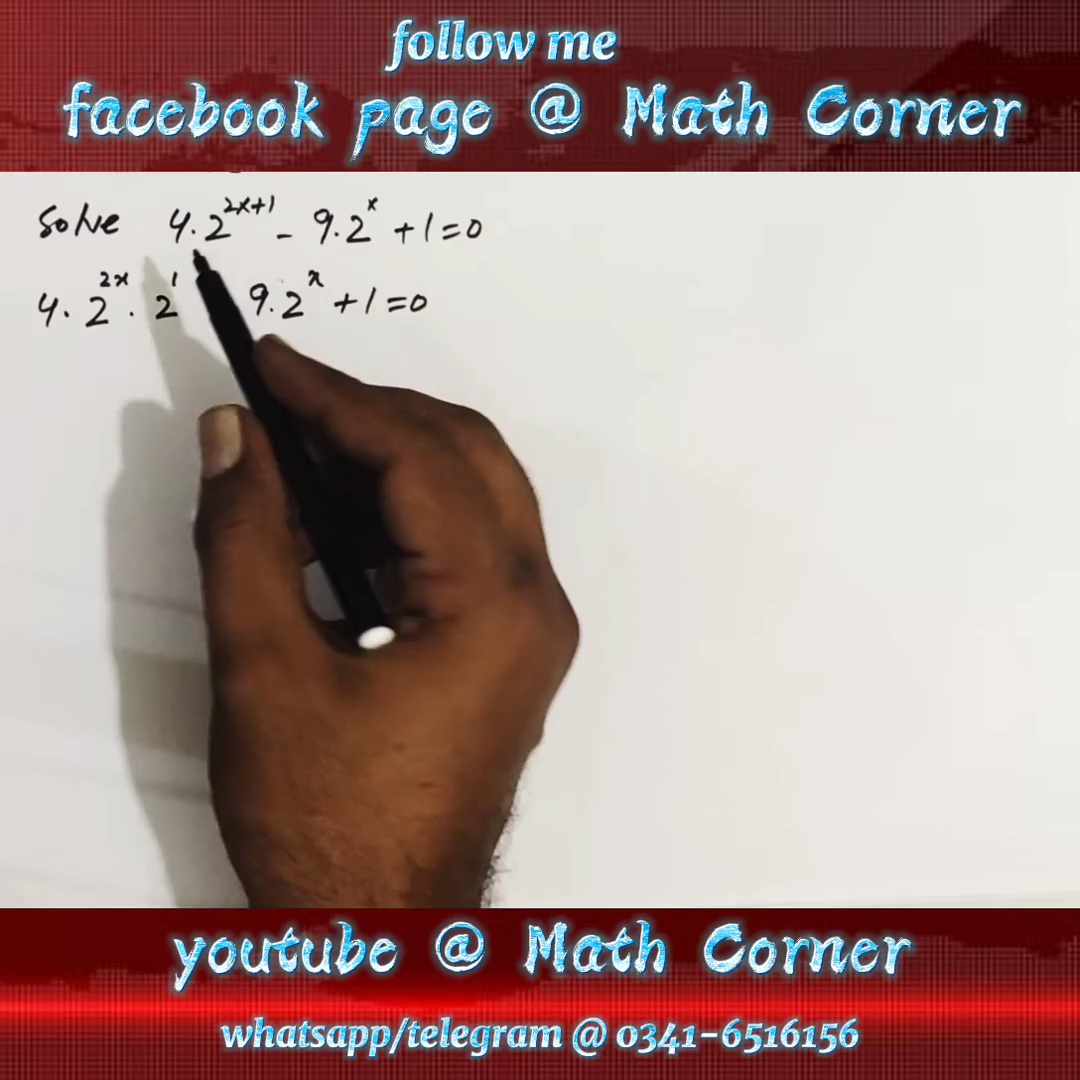 follow me
facebook page @ Math Corner
Solve 4.2^{2x+1} - 9.2^{x} +1=0
4.2^{2x}.2^{1} 9.2^{x} +1=0
youtube @ Math Corner
whatsapp/telegram @ 0341-6516156